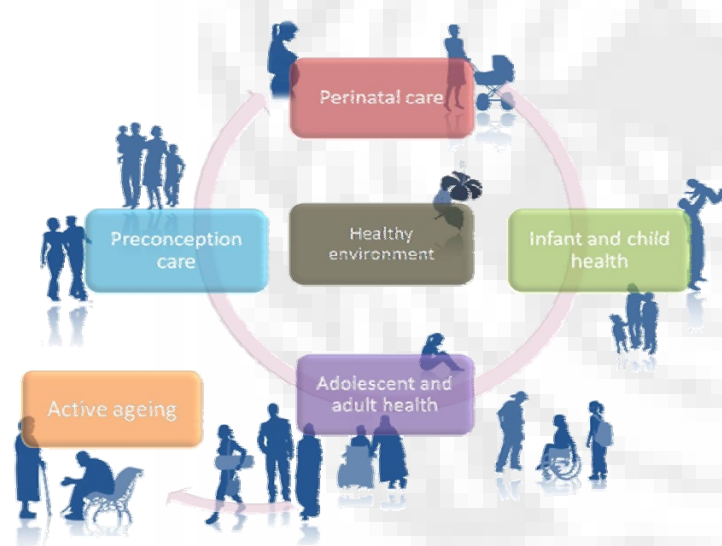 Perinatal care
Preconception
care
Healthy
environment
Infant and child
health
Adolescent and
adult health
Active ageing